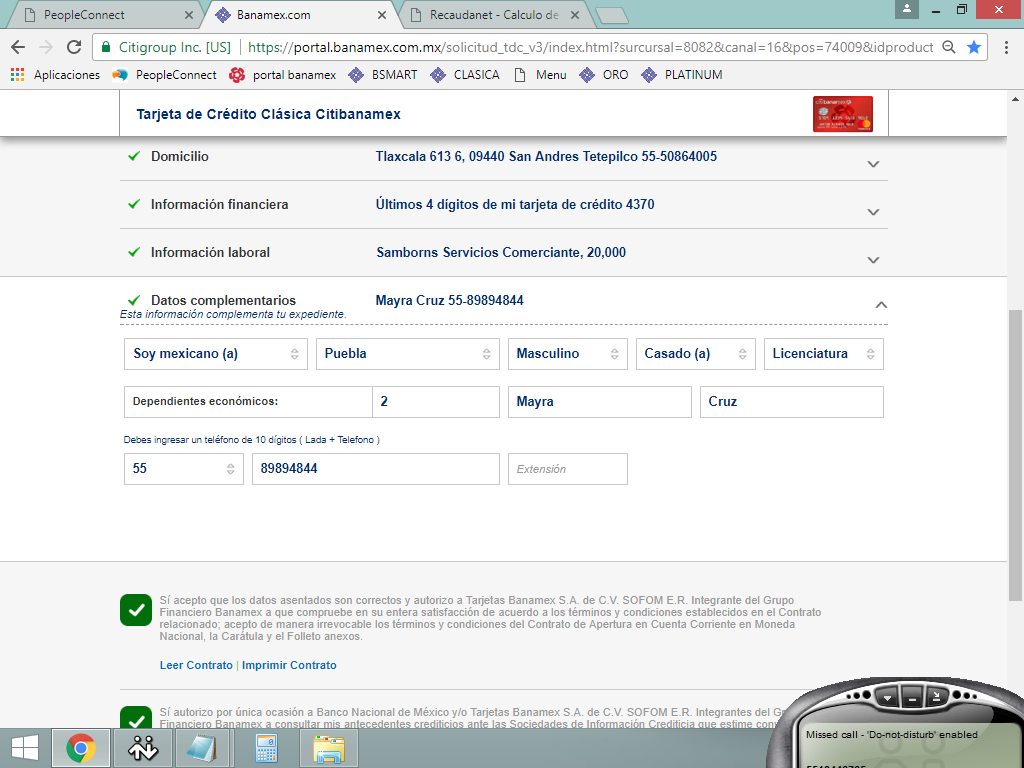 PeopleConnect
Banamex.com
Recaudanet - Calculo de
Citigroup Inc. [US]
https://portal.banamex.com.mx/solicitud_tdc_v3/index.html?surcursal=8082&canal=16&pos=74009&idproduct
Aplicaciones
PeopleConnect
portal banamex
BSMART
CLASICA
Menu
ORO
PLATINUM
Tarjeta de Crédito Clásica Citibanamex
Domicilio
Tlaxcala 613 6, 09440 San Andres Tetepilco 55-50864005
Información financiera
Últimos 4 dígitos de mi tarjeta de crédito 4370
Información laboral
Samborns Servicios Comerciante, 20,000
Datos complementarios
Mayra Cruz 55-89894844
Esta información complementa tu expediente.
Soy mexicano (a)
Puebla
Masculino
Casado (a)
Licenciatura
Dependientes económicos:
2
Mayra
Cruz
Debes ingresar un teléfono de 10 dígitos ( Lada + Telefono )
55
89894844
Extensión
Sí acepto que los datos asentados son correctos y autorizo a Tarjetas Banamex S.A. de C.V. SOFOM E.R. Integrante del Grupo
Financiero Banamex a que compruebe en su entera satisfacción de acuerdo a los términos y condiciones establecidos en el Contrato
relacionado; acepto de manera irrevocable los términos y condiciones del Contrato de Apertura en Cuenta Corriente en Moneda
Nacional, la Carátula y el Folleto anexos.
Leer Contrato | Imprimir Contrato
Sí autorizo por única ocasión a Banco Nacional de México y/o Tarjetas Banamex S.A. de C.V. SOFOM E.R. Integrantes del
Financiero Banamex a consultar mis antecedentes crediticios ante las Sociedades de Información Crediticia que estime
Missed call - 'Do-not-disturb' enabled